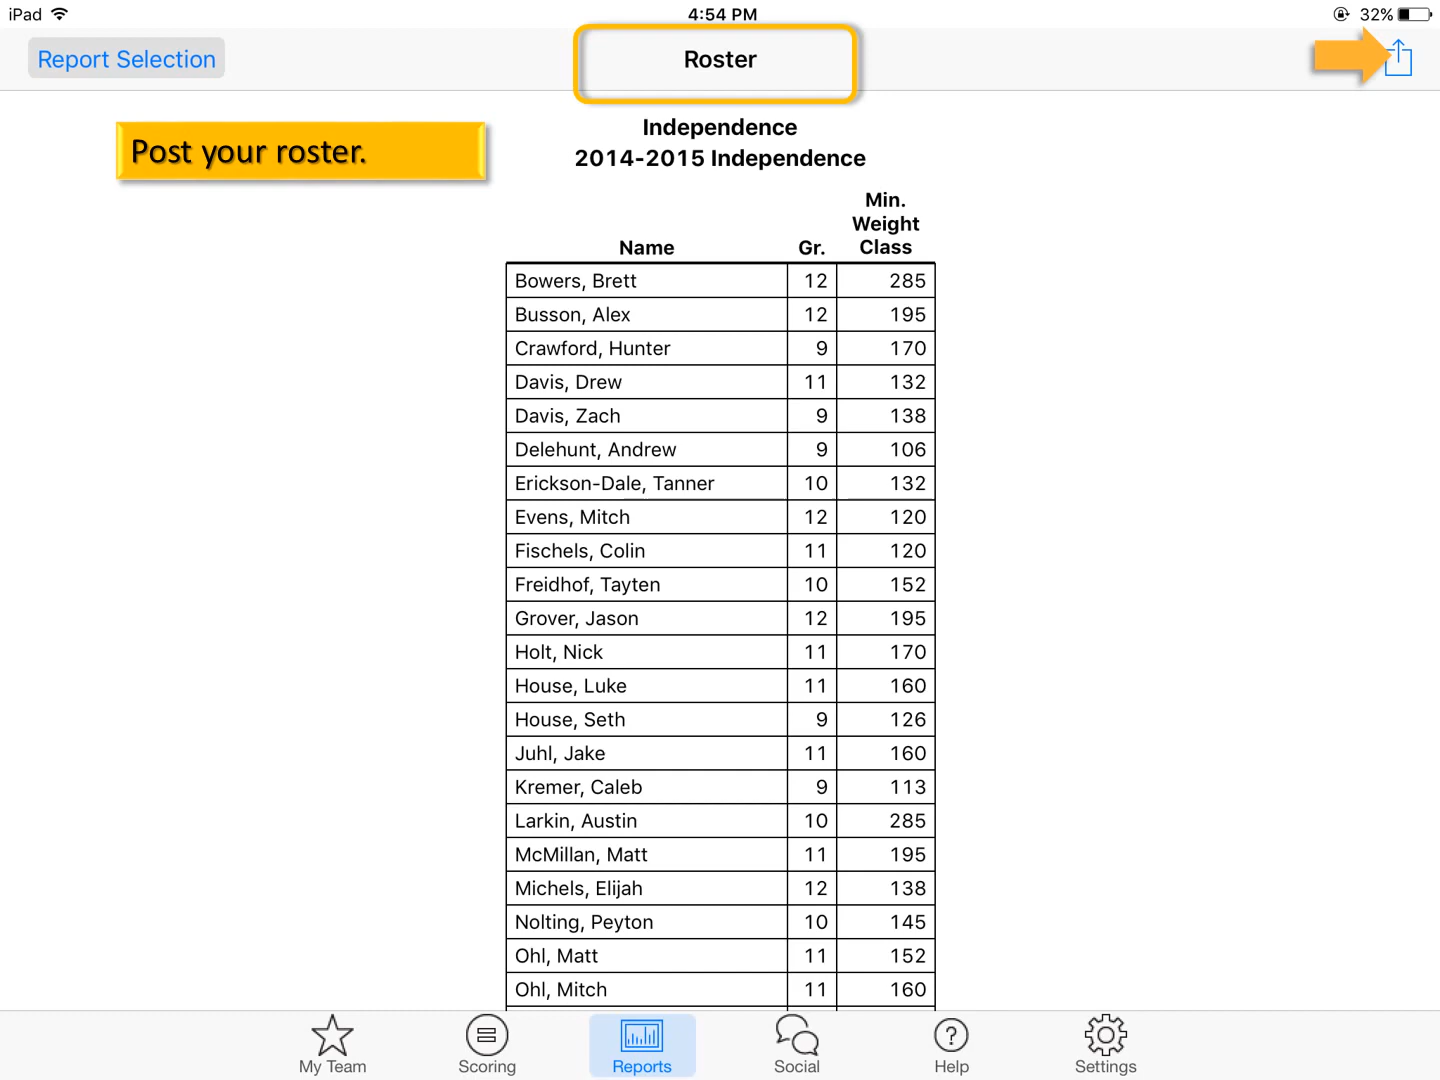 iPad 4:54 PM 32%
Report Selection Roster
Post your roster.
Independence
2014-2015 Independence
Name Gr. Min. Weight Class
Bowers, Brett 12 285
Busson, Alex 12 195
Crawford, Hunter 9 170
Davis, Drew 11 132
Davis, Zach 9 138
Delehunt, Andrew 9 106
Erickson-Dale, Tanner 10 132
Evens, Mitch 12 120
Fischels, Colin 11 120
Freidhof, Tayten 10 152
Grover, Jason 12 195
Holt, Nick 11 170
House, Luke 11 160
House, Seth 9 126
Juhl, Jake 11 160
Kremer, Caleb 9 113
Larkin, Austin 10 285
McMillan, Matt 11 195
Michels, Elijah 12 138
Nolting, Peyton 10 145
Ohl, Matt 11 152
Ohl, Mitch 11 160
My Team Scoring Reports Social Help Settings